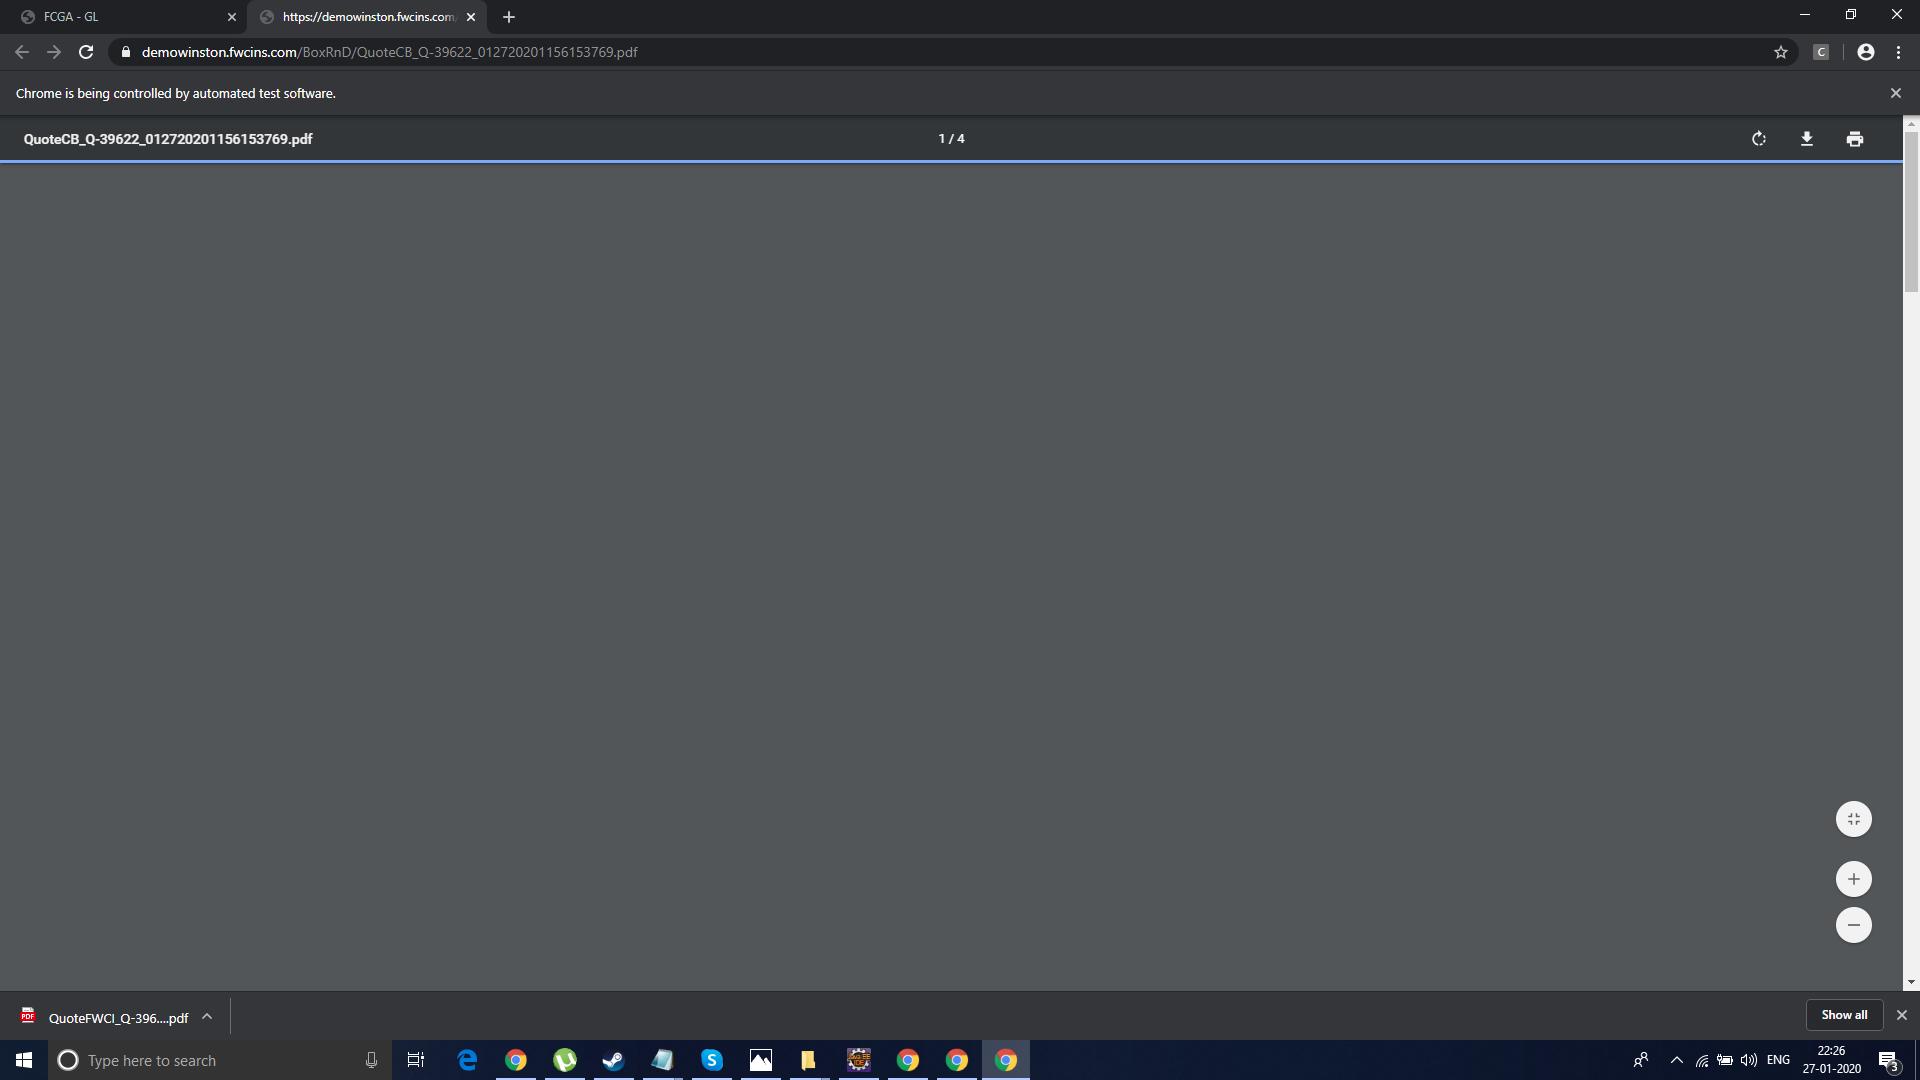 FCGA - GL
https://demowinston.fwcins.com/
demowinston.fwcins.com/BoxRnD/QuoteCB_Q-39622_012720201156153769.pdf
C
Chrome is being controlled by automated test software.
QuoteCB_Q-39622_012720201156153769.pdf
1 / 4
PDF
QuoteFWCI_Q-396....pdf
Show all
Type here to search
ENG
22:26
27-01-2020
3